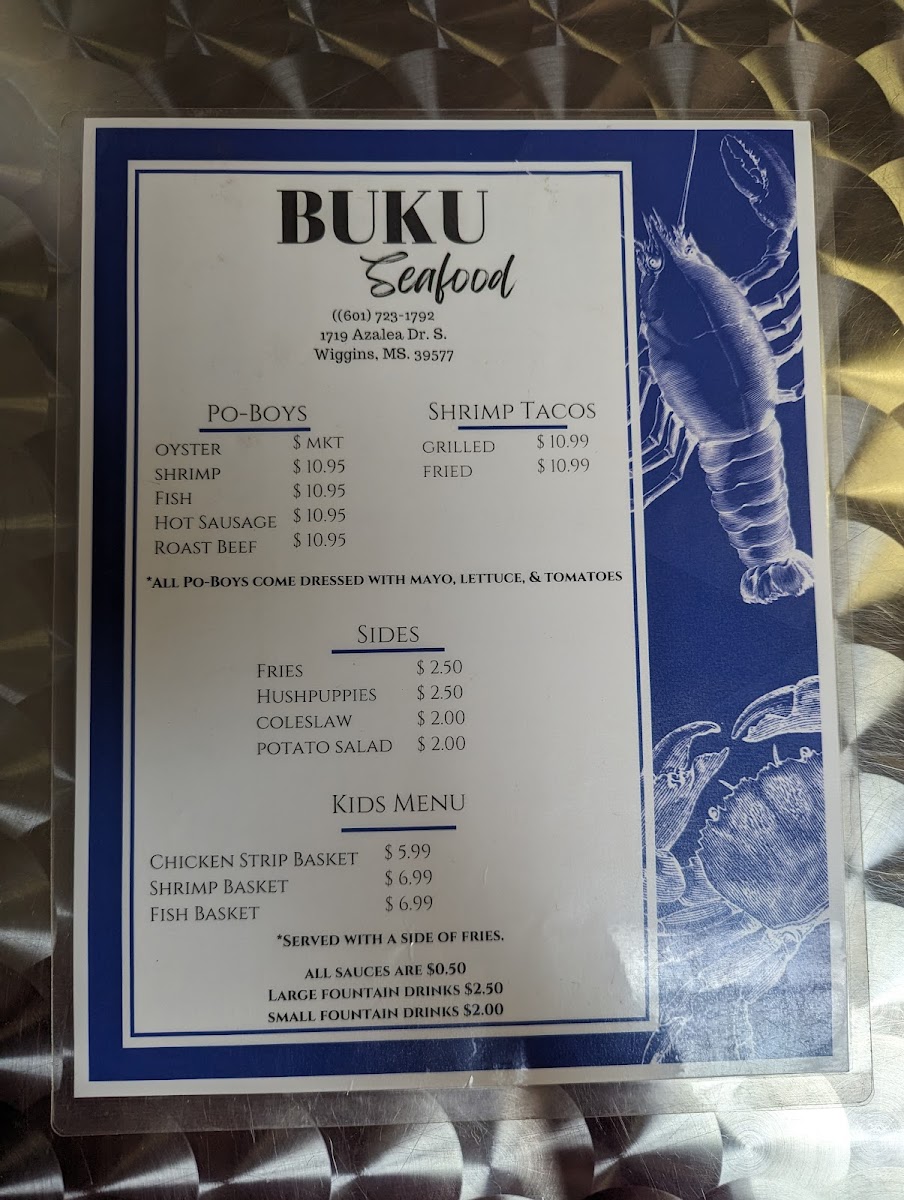 BUKU
Seafood
((601) 723-1792
1719 Azalea Dr. S.
Wiggins, MS. 39577
PO-BOYS
OYSTER $ MKT
SHRIMP $ 10.95
FISH $ 10.95
HOT SAUSAGE $ 10.95
ROAST BEEF $ 10.95
SHRIMP TACOS
GRILLED $ 10.99
FRIED $ 10.99
*ALL PO-BOYS COME DRESSED WITH MAYO, LETTUCE, & TOMATOES
SIDES
FRIES $ 2.50
HUSHPUPPIES $ 2.50
COLESLAW $ 2.00
POTATO SALAD $ 2.00
KIDS MENU
CHICKEN STRIP BASKET $ 5.99
SHRIMP BASKET $ 6.99
FISH BASKET $ 6.99
*SERVED WITH A SIDE OF FRIES.
ALL SAUCES ARE $0.50
LARGE FOUNTAIN DRINKS $2.50
SMALL FOUNTAIN DRINKS $2.00